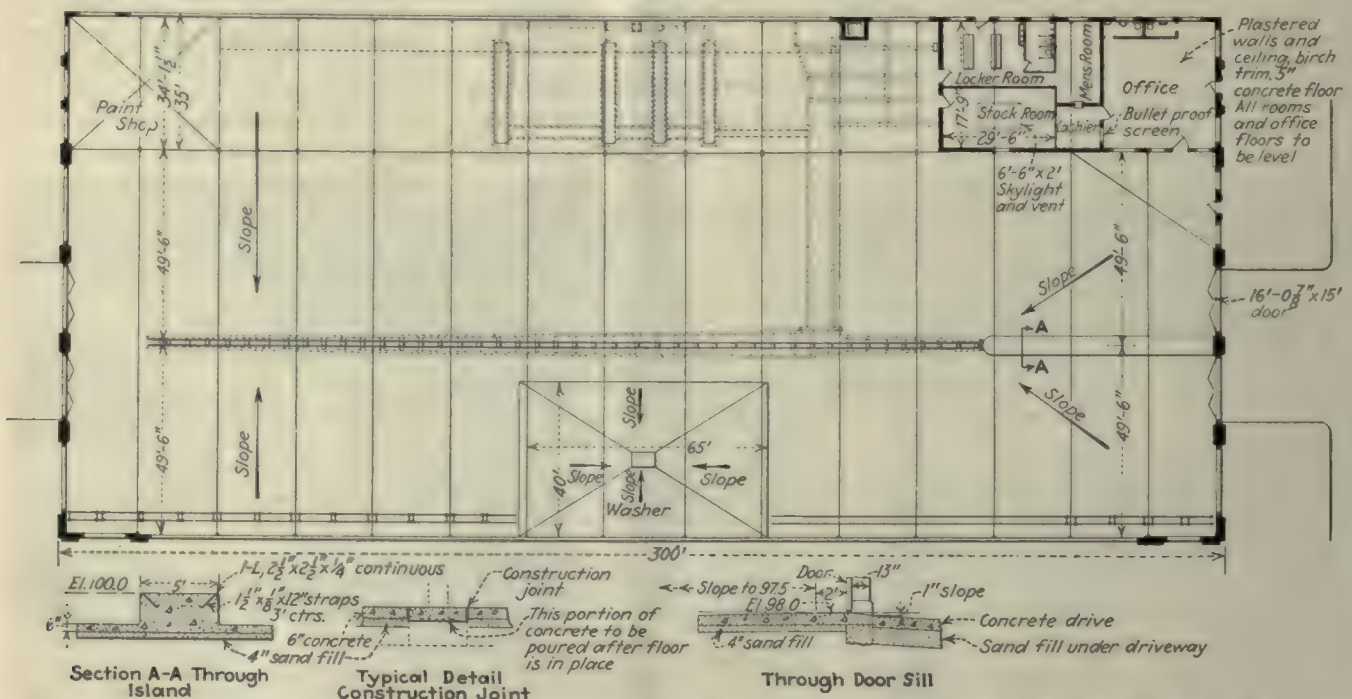 34'-1½"
35'
Paint
Shop
Locker Room
Toilet
Mens Room
Office
Plastered
walls and
ceiling, birch
trim. 5"
concrete floor
All rooms
and office
floors to
be level
17'-9"
Stock Room
29'-6"
Cashier
Bullet proof
screen
6'-6" x 2'
Skylight
and vent
Slope
49'-6"
49'-6"
Slope
16'-0⅞" x 15'
door
A
A
Slope
49'-6"
Slope
49'-6"
Slope
65'
40'
Slope
Slope
Slope
Washer
300'
El. 100.0
5'
1-L, 2½" x 2½" x ¼" continuous
1½" x ⅛" x 12" straps
3' ctrs.
6"
4" sand fill
Section A-A Through
Island
Construction
joint
6" concrete
This portion of
concrete to be
poured after floor
is in place
Typical Detail
Construction Joint
Door
13"
Slope to 97.5
2'
El. 98.0
1" slope
Concrete drive
4" sand fill
Sand fill under driveway
Through Door Sill